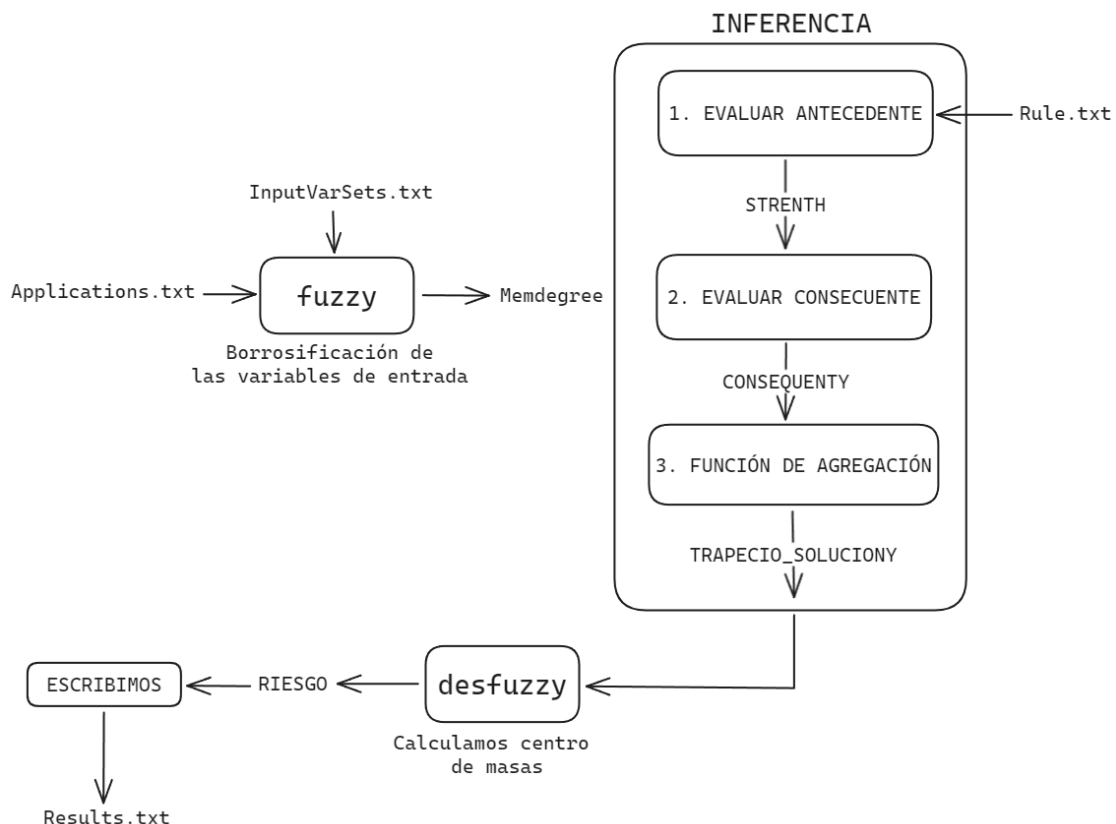 INFERENCIA
1. EVALUAR ANTECEDENTE
Rule.txt
InputVarSets.txt
STRENTH
Applications.txt
fuzzy
Memdegree
2. EVALUAR CONSECUENTE
Borrosificación de
las variables de entrada
CONSEQUENTY
3. FUNCIÓN DE AGREGACIÓN
TRAPECIO_SOLUCIONY
ESCRIBIMOS
RIESGO
desfuzzy
Calculamos centro
de masas
Results.txt